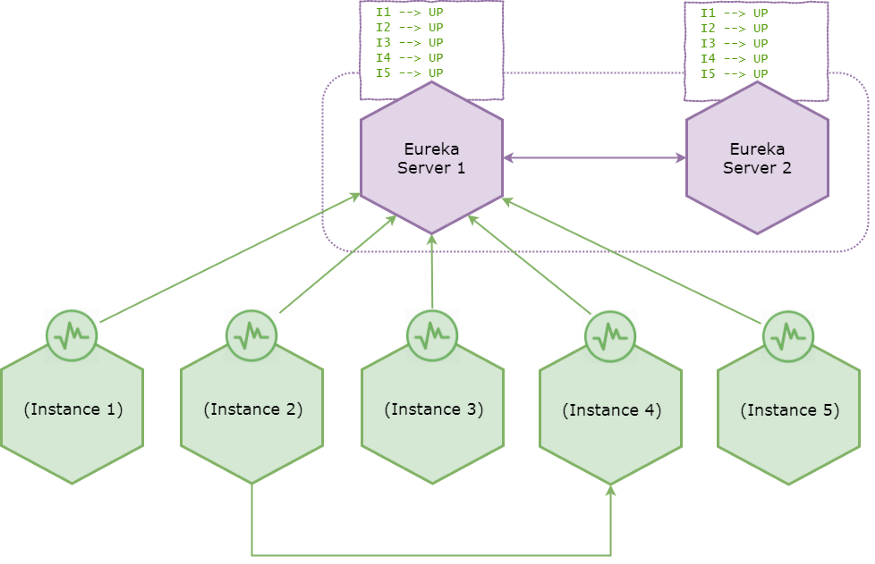 I1 --> UP
I2 --> UP
I3 --> UP
I4 --> UP
I5 --> UP
I1 --> UP
I2 --> UP
I3 --> UP
I4 --> UP
I5 --> UP
Eureka
Server 1
Eureka
Server 2
(Instance 1)
(Instance 2)
(Instance 3)
(Instance 4)
(Instance 5)